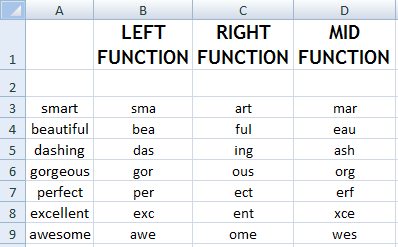 A B C D
1 LEFT FUNCTION RIGHT FUNCTION MID FUNCTION
2
3 smart sma art mar
4 beautiful bea ful eau
5 dashing das ing ash
6 gorgeous gor ous org
7 perfect per ect erf
8 excellent exc ent xce
9 awesome awe ome wes